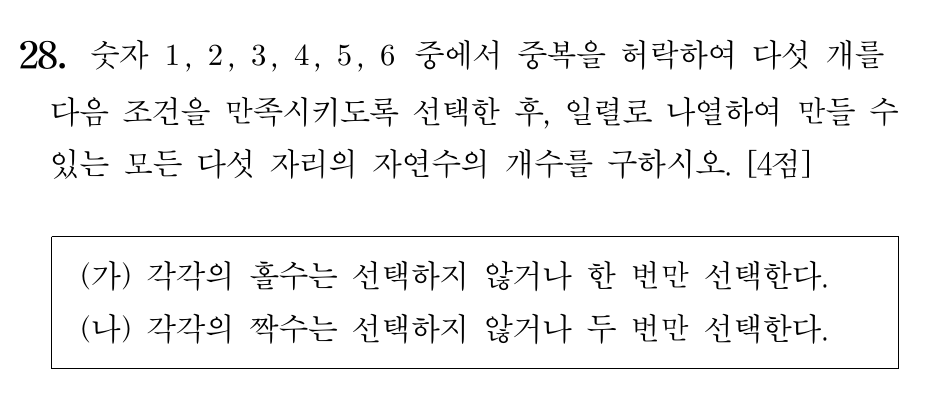 28. 숫자 1, 2, 3, 4, 5, 6 중에서 중복을 허락하여 다섯 개를
다음 조건을 만족시키도록 선택한 후, 일렬로 나열하여 만들 수
있는 모든 다섯 자리의 자연수의 개수를 구하시오. [4점]
(가) 각각의 홀수는 선택하지 않거나 한 번만 선택한다.
(나) 각각의 짝수는 선택하지 않거나 두 번만 선택한다.